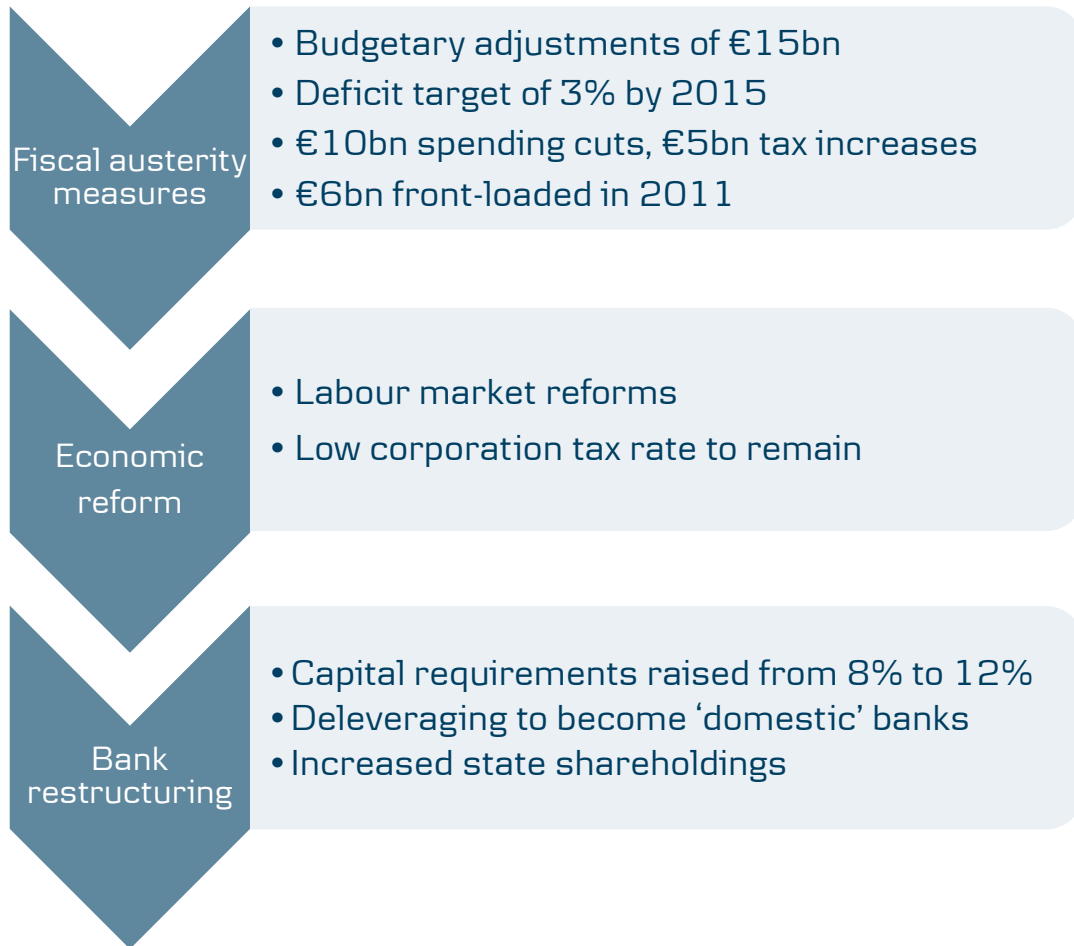 Fiscal austerity
measures
• Budgetary adjustments of €15bn
• Deficit target of 3% by 2015
• €10bn spending cuts, €5bn tax increases
• €6bn front-loaded in 2011
Economic
reform
• Labour market reforms
• Low corporation tax rate to remain
Bank
restructuring
• Capital requirements raised from 8% to 12%
• Deleveraging to become ‘domestic’ banks
• Increased state shareholdings